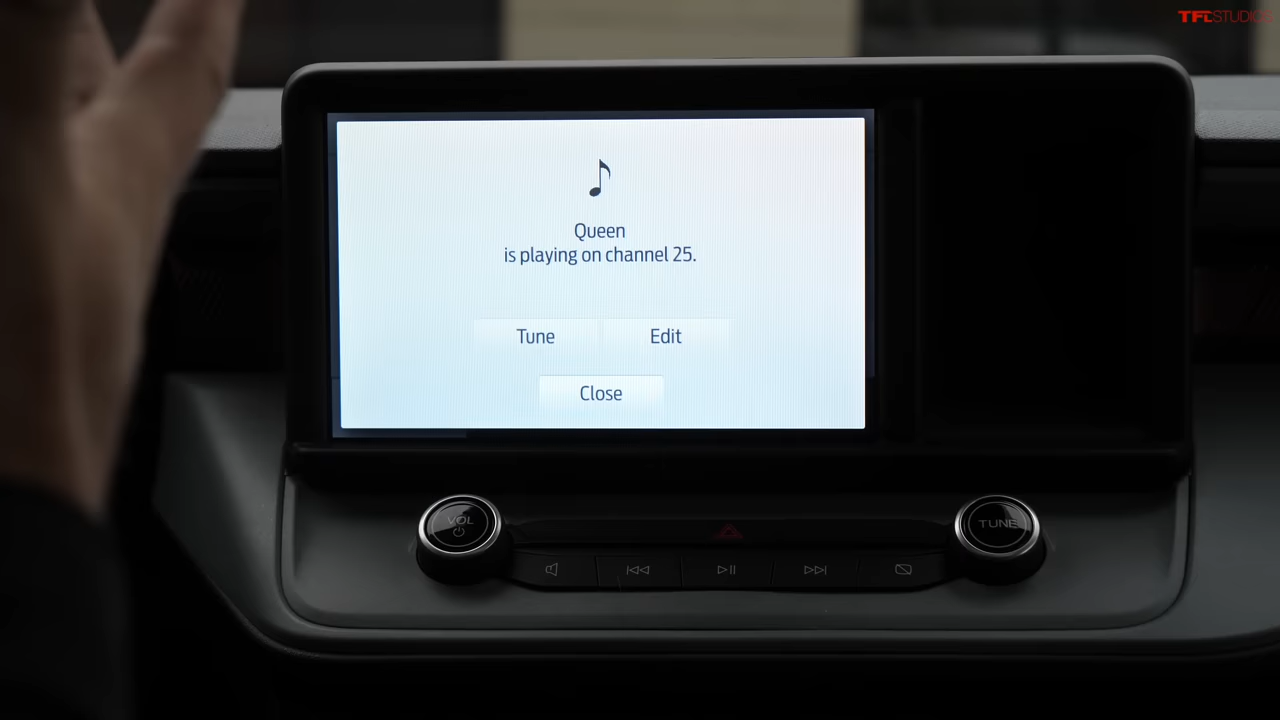 TFLSTUDIOS
Queen
is playing on channel 25.
Tune
Edit
Close
VOL
TUNE